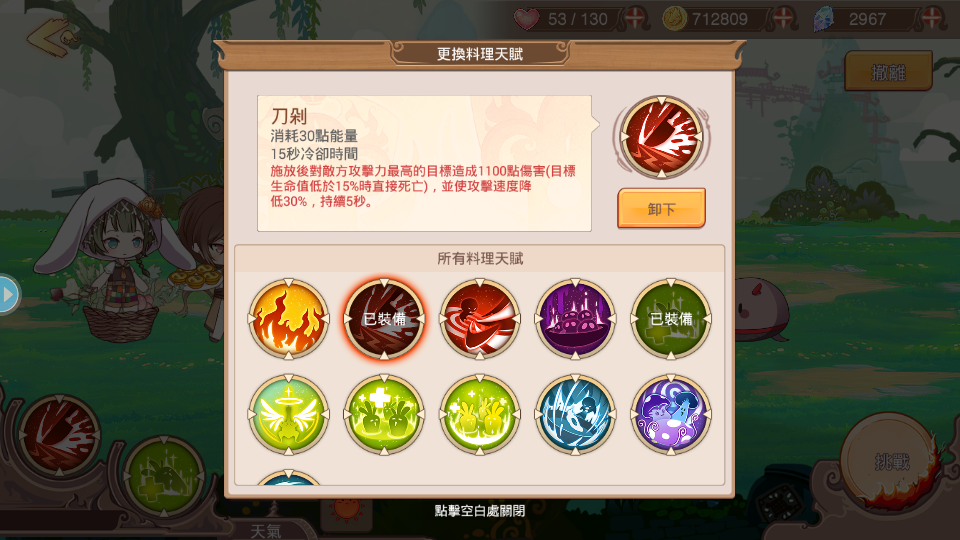 53 / 130
712809
2967
更換料理天賦
撤離
刀剁
消耗30點能量
15秒冷卻時間
施放後對敵方攻擊力最高的目標造成1100點傷害(目標
生命值低於15%時直接死亡)，並使攻擊速度降
低30%，持續5秒。
卸下
所有料理天賦
已裝備
已裝備
挑戰
點擊空白處關閉
天氣